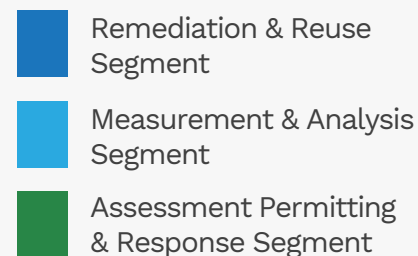 Remediation & Reuse
Segment
Measurement & Analysis
Segment
Assessment Permitting
& Response Segment